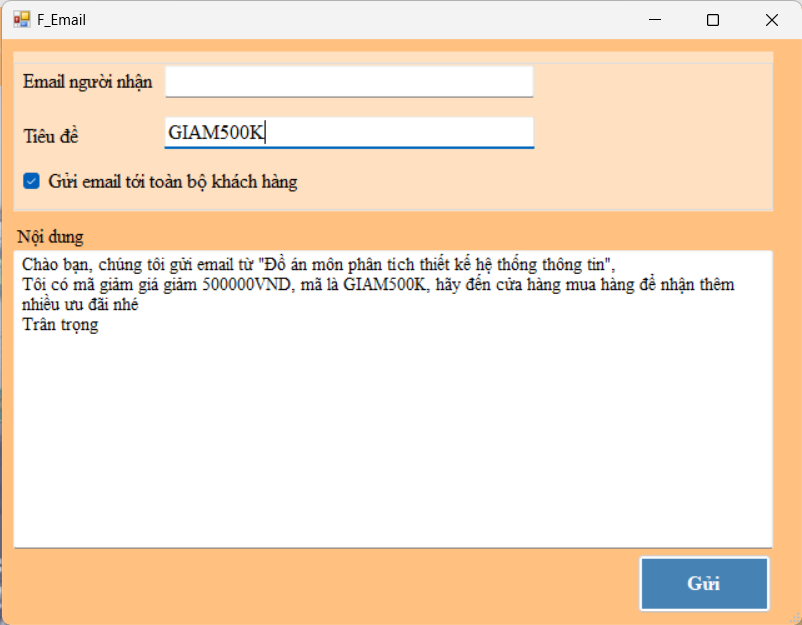 F_Email
Email người nhận
Tiêu đề
GIAM500K
Gửi email tới toàn bộ khách hàng
Nội dung
Chào bạn, chúng tôi gửi email từ "Đồ án môn phân tich thiết kế hệ thống thông tin",
Tôi có mã giảm giá giảm 500000VND, mã là GIAM500K, hãy đến cửa hàng mua hàng để nhận thêm
nhiều ưu đãi nhé
Trân trọng
Gửi